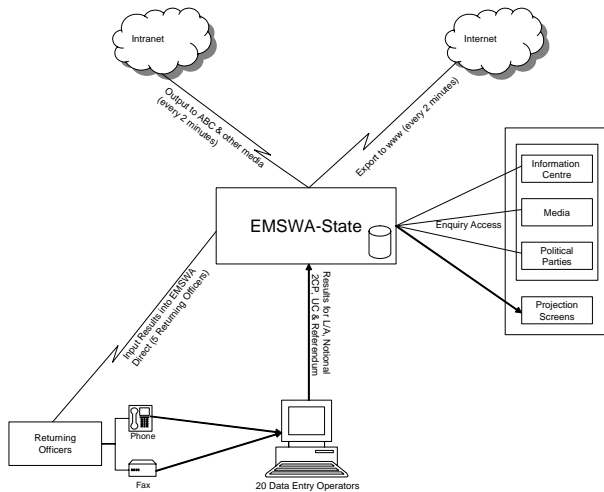 Intranet
Internet
Output to ABC & other media
(every 2 minutes)
Export to www (every 2 minutes)
Information
Centre
Media
Enquiry Access
Political
Parties
Projection
Screens
EMSWA-State
Input Results into EMSWA
Direct (5 Returning Officers)
Results for L/A, Notional
2CP, UC & Referendum
Returning
Officers
Phone
Fax
20 Data Entry Operators